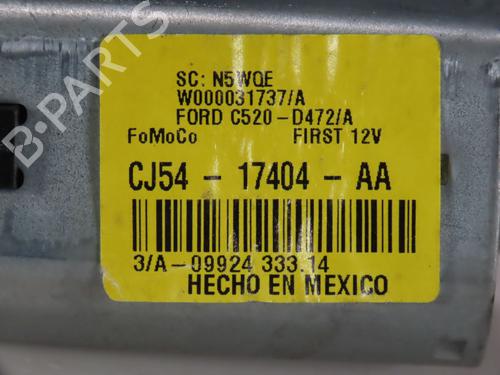 B-PARTS
SC: N5WQE
W000031737/A
FORD C520-D472/A
FoMoCo FIRST 12V
CJ54 - 17404 - AA
3/A-09924 333.14
HECHO EN MEXICO